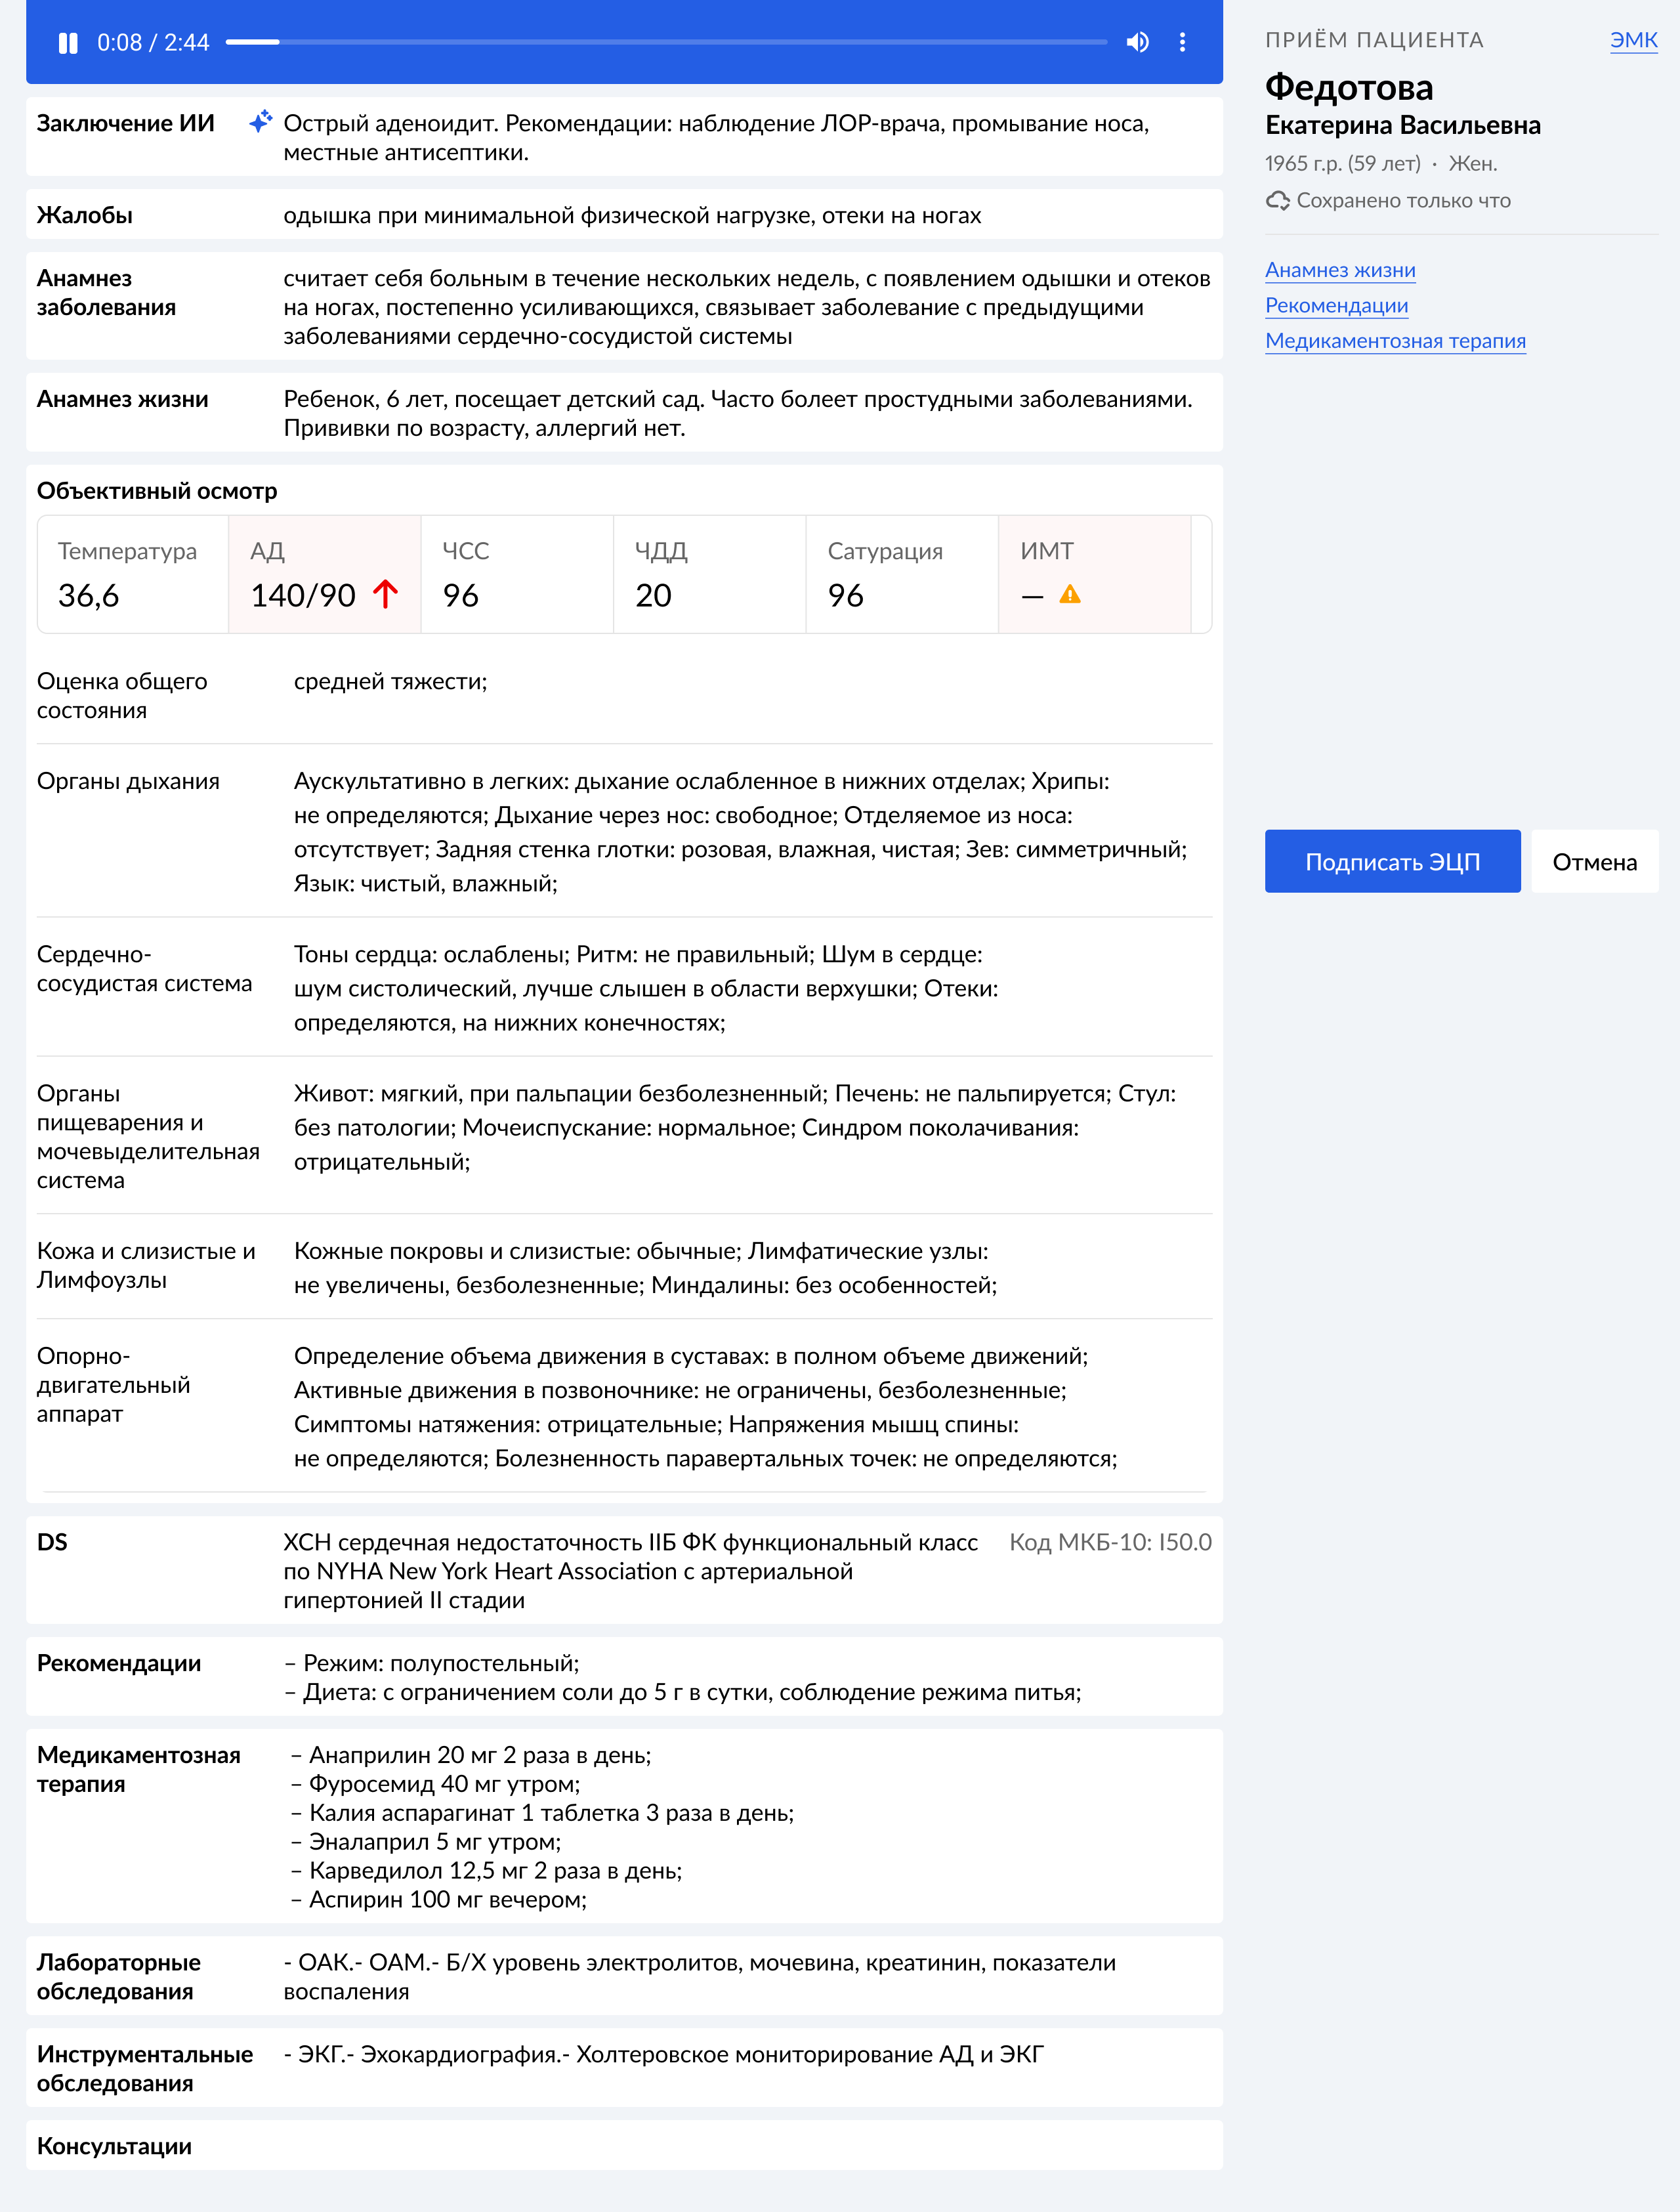 0:08 / 2:44
Заключение ИИ
Острый аденоидит. Рекомендации: наблюдение ЛОР-врача, промывание носа,
местные антисептики.
Жалобы
одышка при минимальной физической нагрузке, отеки на ногах
Анамнез
заболевания
считает себя больным в течение нескольких недель, с появлением одышки и отеков
на ногах, постепенно усиливающихся, связывает заболевание с предыдущими
заболеваниями сердечно-сосудистой системы
Анамнез жизни
Ребенок, 6 лет, посещает детский сад. Часто болеет простудными заболеваниями.
Прививки по возрасту, аллергий нет.
Объективный осмотр
Температура
36,6
АД
140/90
ЧСС
96
ЧДД
20
Сатурация
96
ИМТ
–
Оценка общего
состояния
средней тяжести;
Органы дыхания
Аускультативно в легких: дыхание ослабленное в нижних отделах; Хрипы:
не определяются; Дыхание через нос: свободное; Отделяемое из носа:
отсутствует; Задняя стенка глотки: розовая, влажная, чистая; Зев: симметричный;
Язык: чистый, влажный;
Сердечно-
сосудистая система
Тоны сердца: ослаблены; Ритм: не правильный; Шум в сердце:
шум систолический, лучше слышен в области верхушки; Отеки:
определяются, на нижних конечностях;
Органы
пищеварения и
мочевыделительная
система
Живот: мягкий, при пальпации безболезненный; Печень: не пальпируется; Стул:
без патологии; Мочеиспускание: нормальное; Синдром поколачивания:
отрицательный;
Кожа и слизистые и
Лимфоузлы
Кожные покровы и слизистые: обычные; Лимфатические узлы:
не увеличены, безболезненные; Миндалины: без особенностей;
Опорно-
двигательный
аппарат
Определение объема движения в суставах: в полном объеме движений;
Активные движения в позвоночнике: не ограничены, безболезненные;
Симптомы натяжения: отрицательные; Напряжения мышц спины:
не определяются; Болезненность паравертальных точек: не определяются;
DS
ХСН сердечная недостаточность IIБ ФК функциональный класс
по NYHA New York Heart Association с артериальной
гипертонией II стадии
Код МКБ-10: I50.0
Рекомендации
– Режим: полупостельный;
– Диета: с ограничением соли до 5 г в сутки, соблюдение режима питья;
Медикаментозная
терапия
– Анаприлин 20 мг 2 раза в день;
– Фуросемид 40 мг утром;
– Калия аспарагинат 1 таблетка 3 раза в день;
– Эналаприл 5 мг утром;
– Карведилол 12,5 мг 2 раза в день;
– Аспирин 100 мг вечером;
Лабораторные
обследования
- ОАК.- ОАМ.- Б/Х уровень электролитов, мочевина, креатинин, показатели
воспаления
Инструментальные
обследования
- ЭКГ.- Эхокардиография.- Холтеровское мониторирование АД и ЭКГ
Консультации
ПРИЁМ ПАЦИЕНТА
ЭМК
Федотова
Екатерина Васильевна
1965 г.р. (59 лет) · Жен.
Сохранено только что
Анамнез жизни
Рекомендации
Медикаментозная терапия
Подписать ЭЦП
Отмена